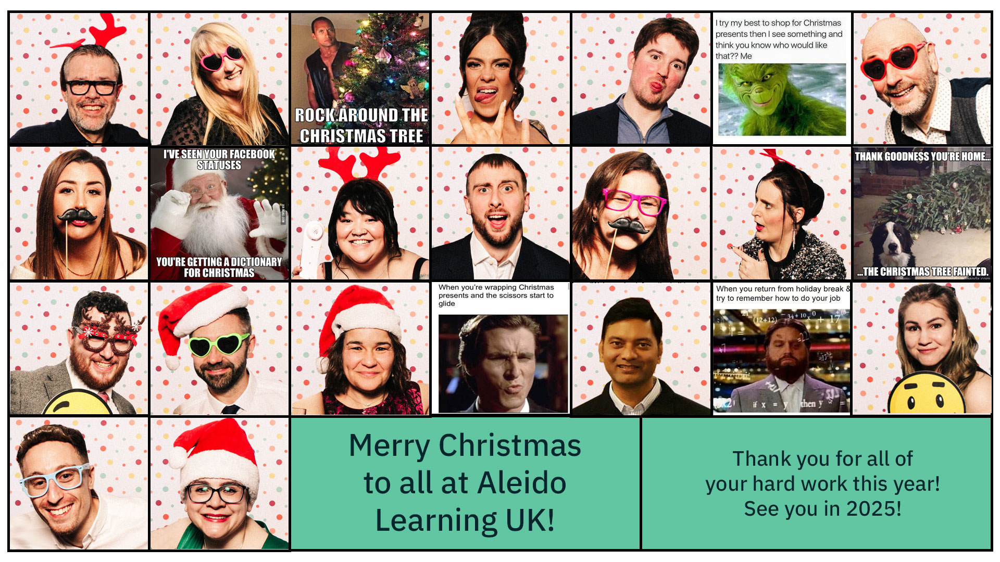 I try my best to shop for Christmas
presents then I see something and
think you know who would like
that?? Me
ROCK AROUND THE
CHRISTMAS TREE
I'VE SEEN YOUR FACEBOOK
STATUSES
YOU'RE GETTING A DICTIONARY
FOR CHRISTMAS
THANK GOODNESS YOU'RE HOME...
...THE CHRISTMAS TREE FAINTED.
When you're wrapping Christmas
presents and the scissors start to
glide
When you return from holiday break &
try to remember how to do your job
(12+12)
if x = y then y =
Merry Christmas
to all at Aleido
Learning UK!
Thank you for all of
your hard work this year!
See you in 2025!